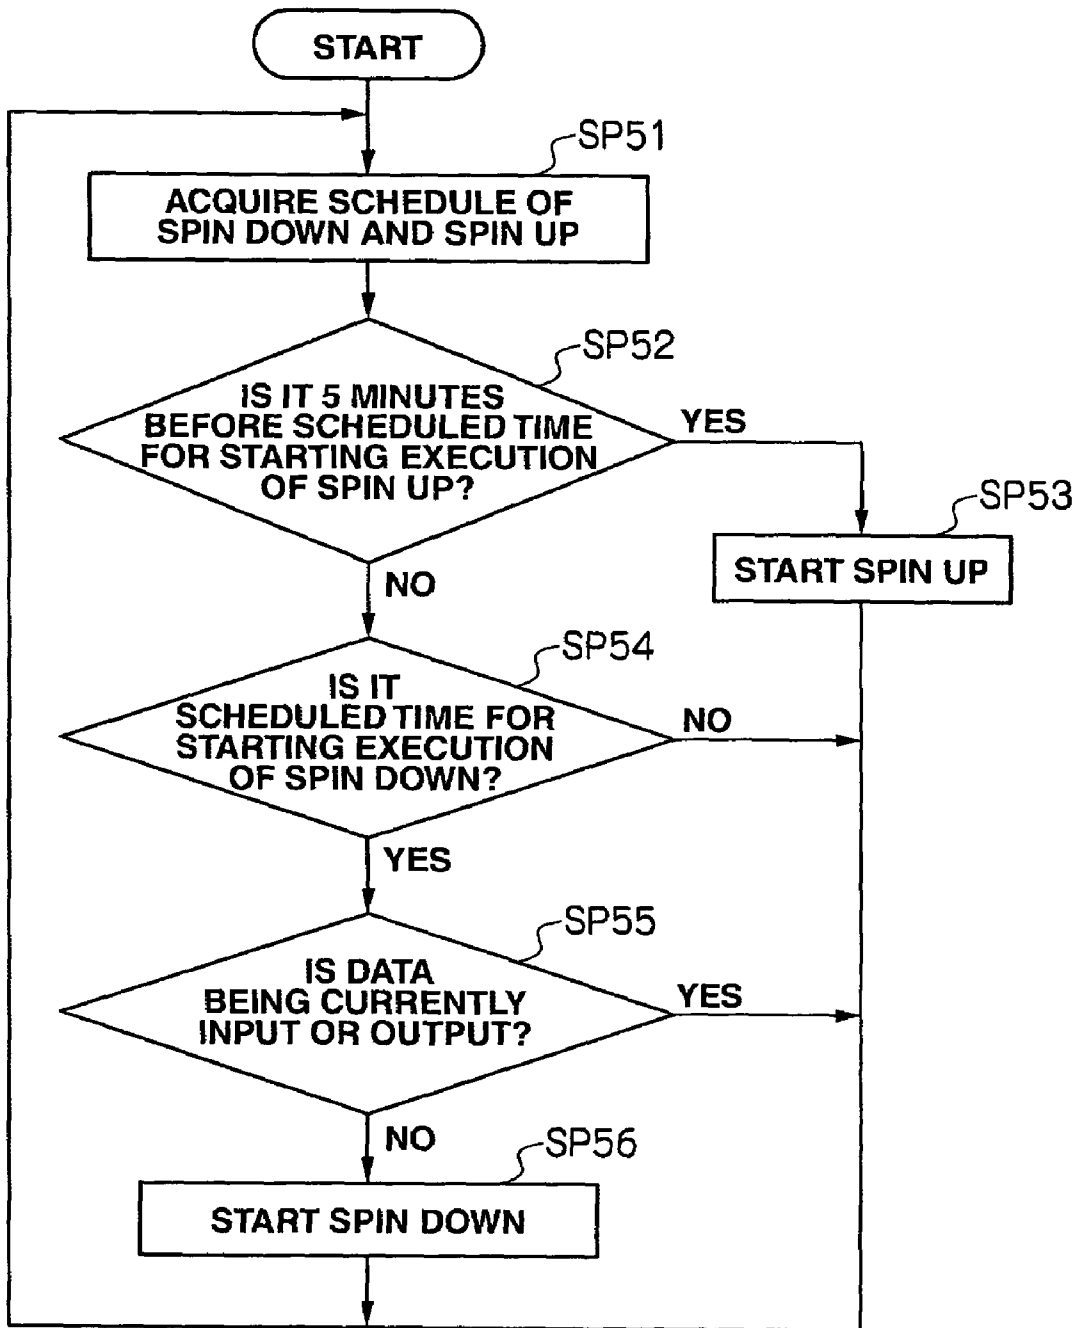 START
SP51
ACQUIRE SCHEDULE OF
SPIN DOWN AND SPIN UP
SP52
IS IT 5 MINUTES
BEFORE SCHEDULED TIME
FOR STARTING EXECUTION
OF SPIN UP?
YES
SP53
START SPIN UP
NO
SP54
IS IT
SCHEDULED TIME FOR
STARTING EXECUTION
OF SPIN DOWN?
NO
YES
SP55
IS DATA
BEING CURRENTLY
INPUT OR OUTPUT?
YES
NO
SP56
START SPIN DOWN